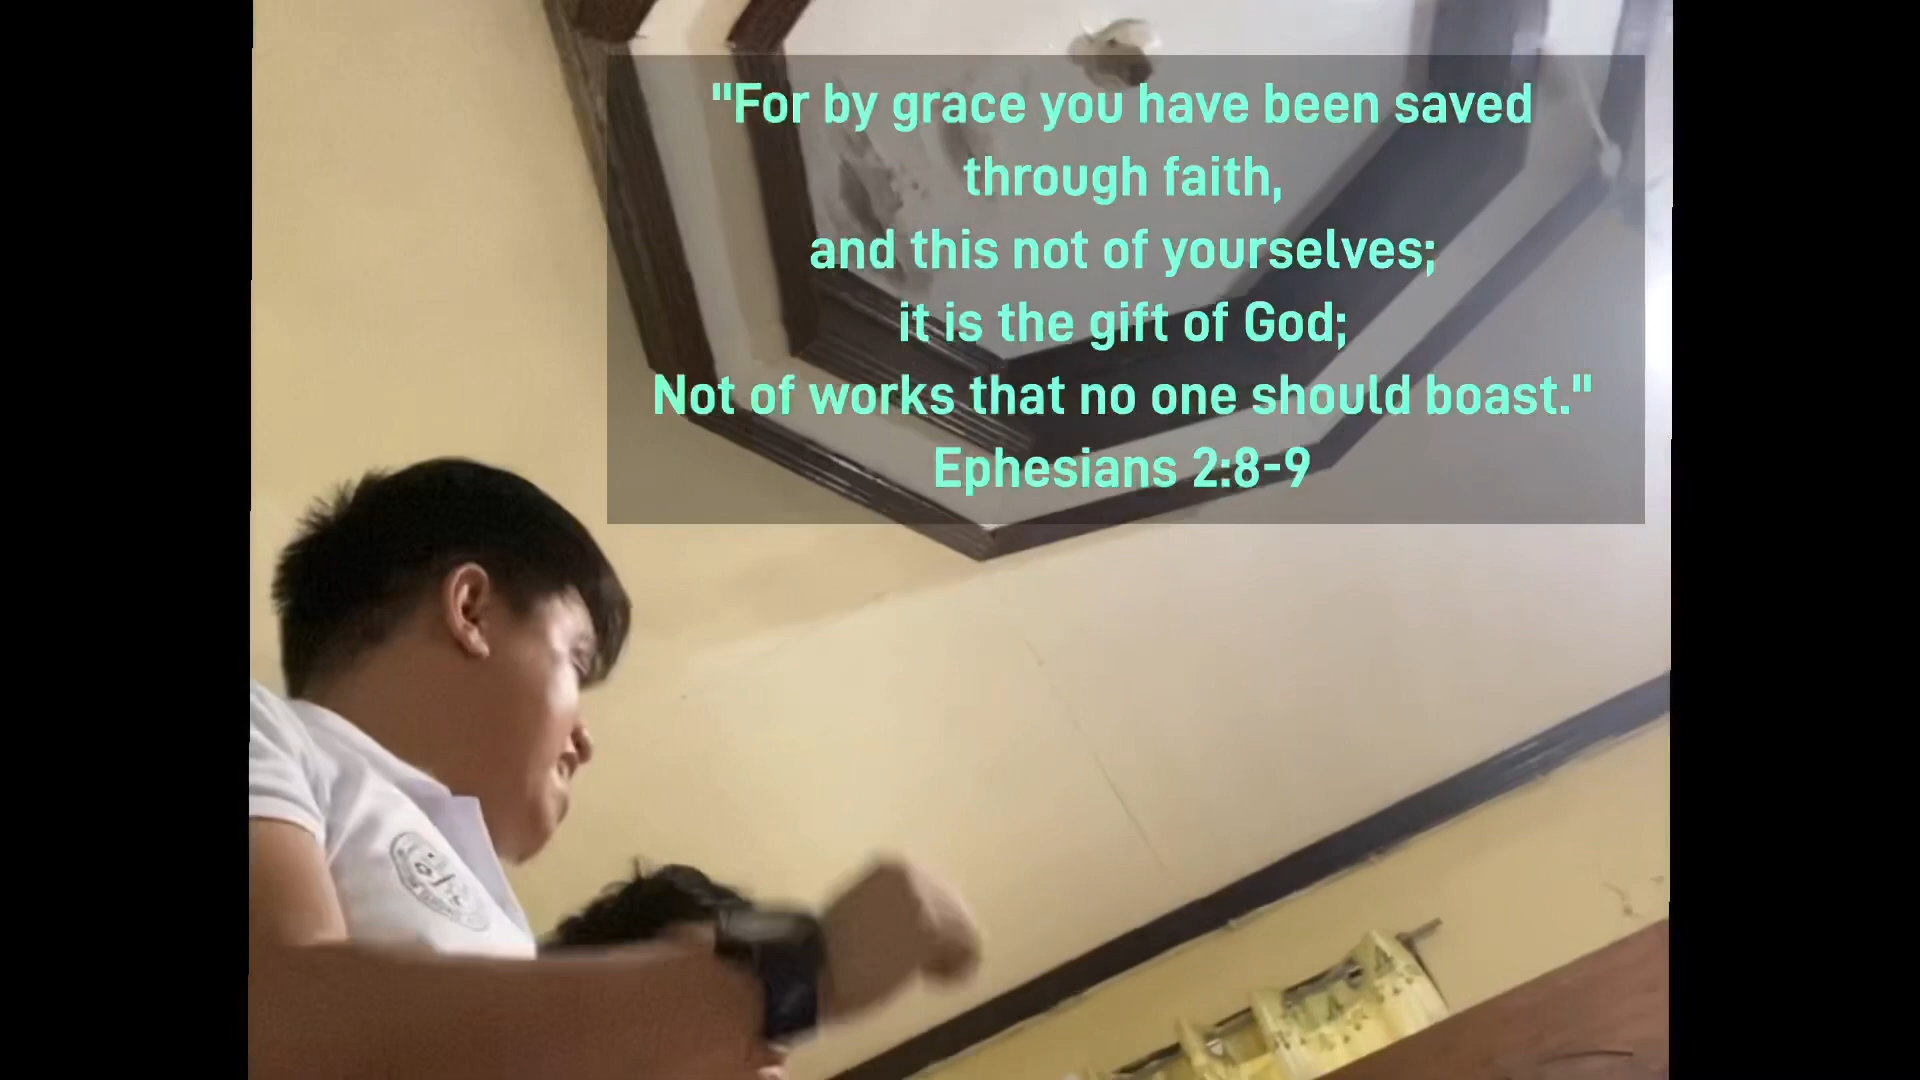 "For by grace you have been saved
through faith,
and this not of yourselves;
it is the gift of God;
Not of works that no one should boast."
Ephesians 2:8-9